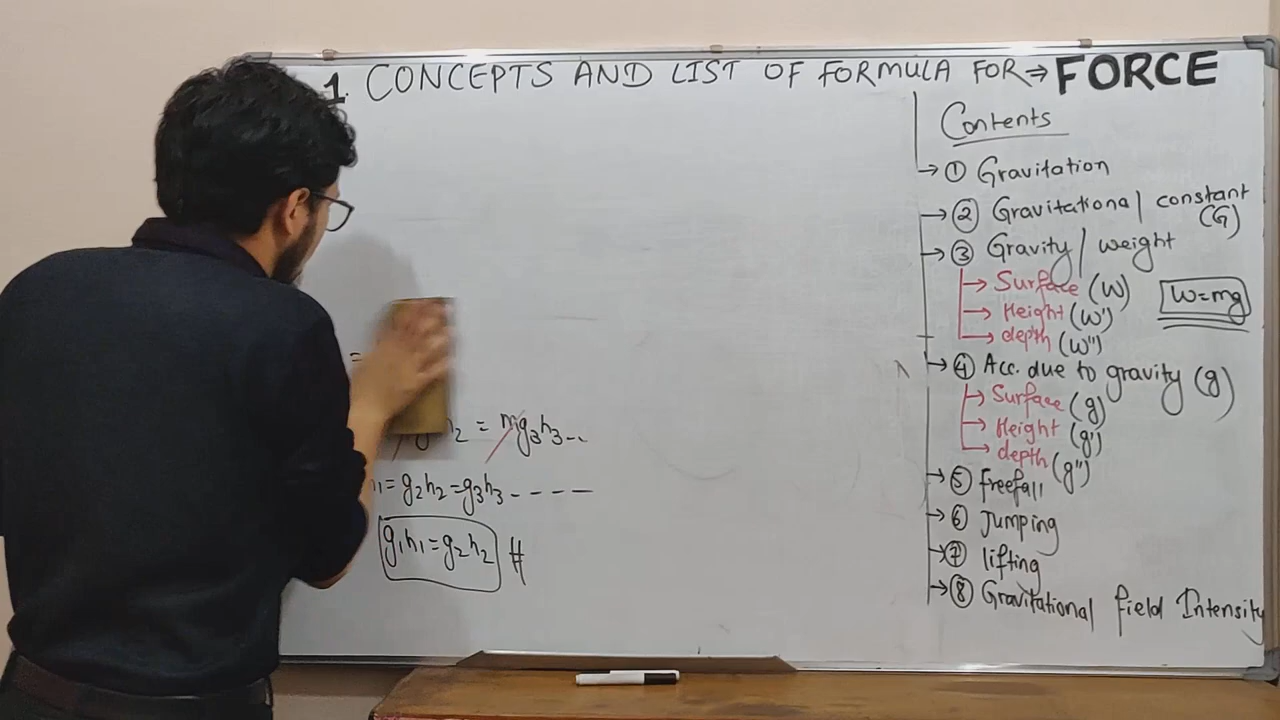 1. CONCEPTS AND LIST OF FORMULA FOR⇒ FORCE
Contents
→ ① Gravitation
→ ② Gravitational constant (G)
→ ③ Gravity / weight
→ Surface (W)
→ Height (W')
→ depth (W'')
W=mg
→ ④ Acc. due to gravity (g)
→ Surface (g)
→ Height (g')
→ depth (g'')
→ ⑤ freefall
→ ⑥ Jumping
→ ⑦ lifting
→ ⑧ Gravitational field Intensity
=
2 = mg₃h₃--
h₁ = g₂h₂ = g₃h₃ - - - - -
g₁h₁ = g₂h₂ #